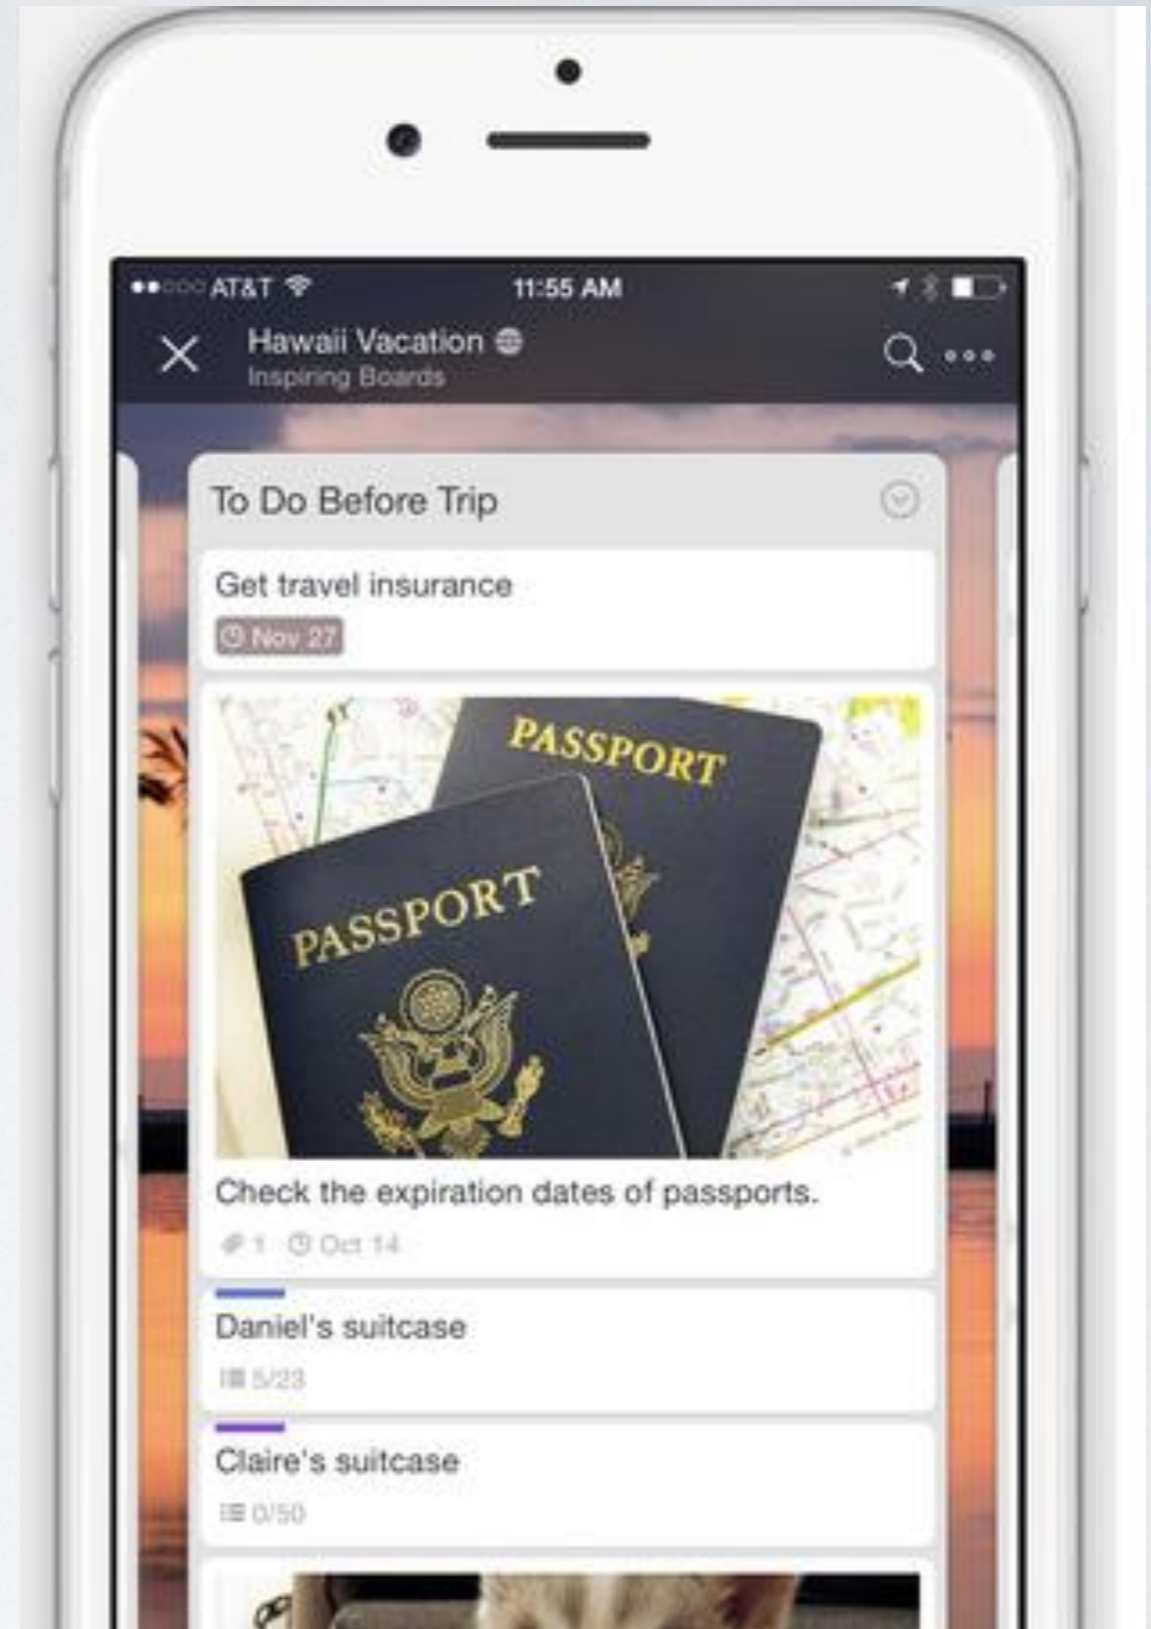 AT&T 11:55 AM
Hawaii Vacation
Inspiring Boards
To Do Before Trip
Get travel insurance
Nov 27
PASSPORT
PASSPORT
Check the expiration dates of passports.
1 Oct 14
Daniel's suitcase
5/23
Claire's suitcase
0/50